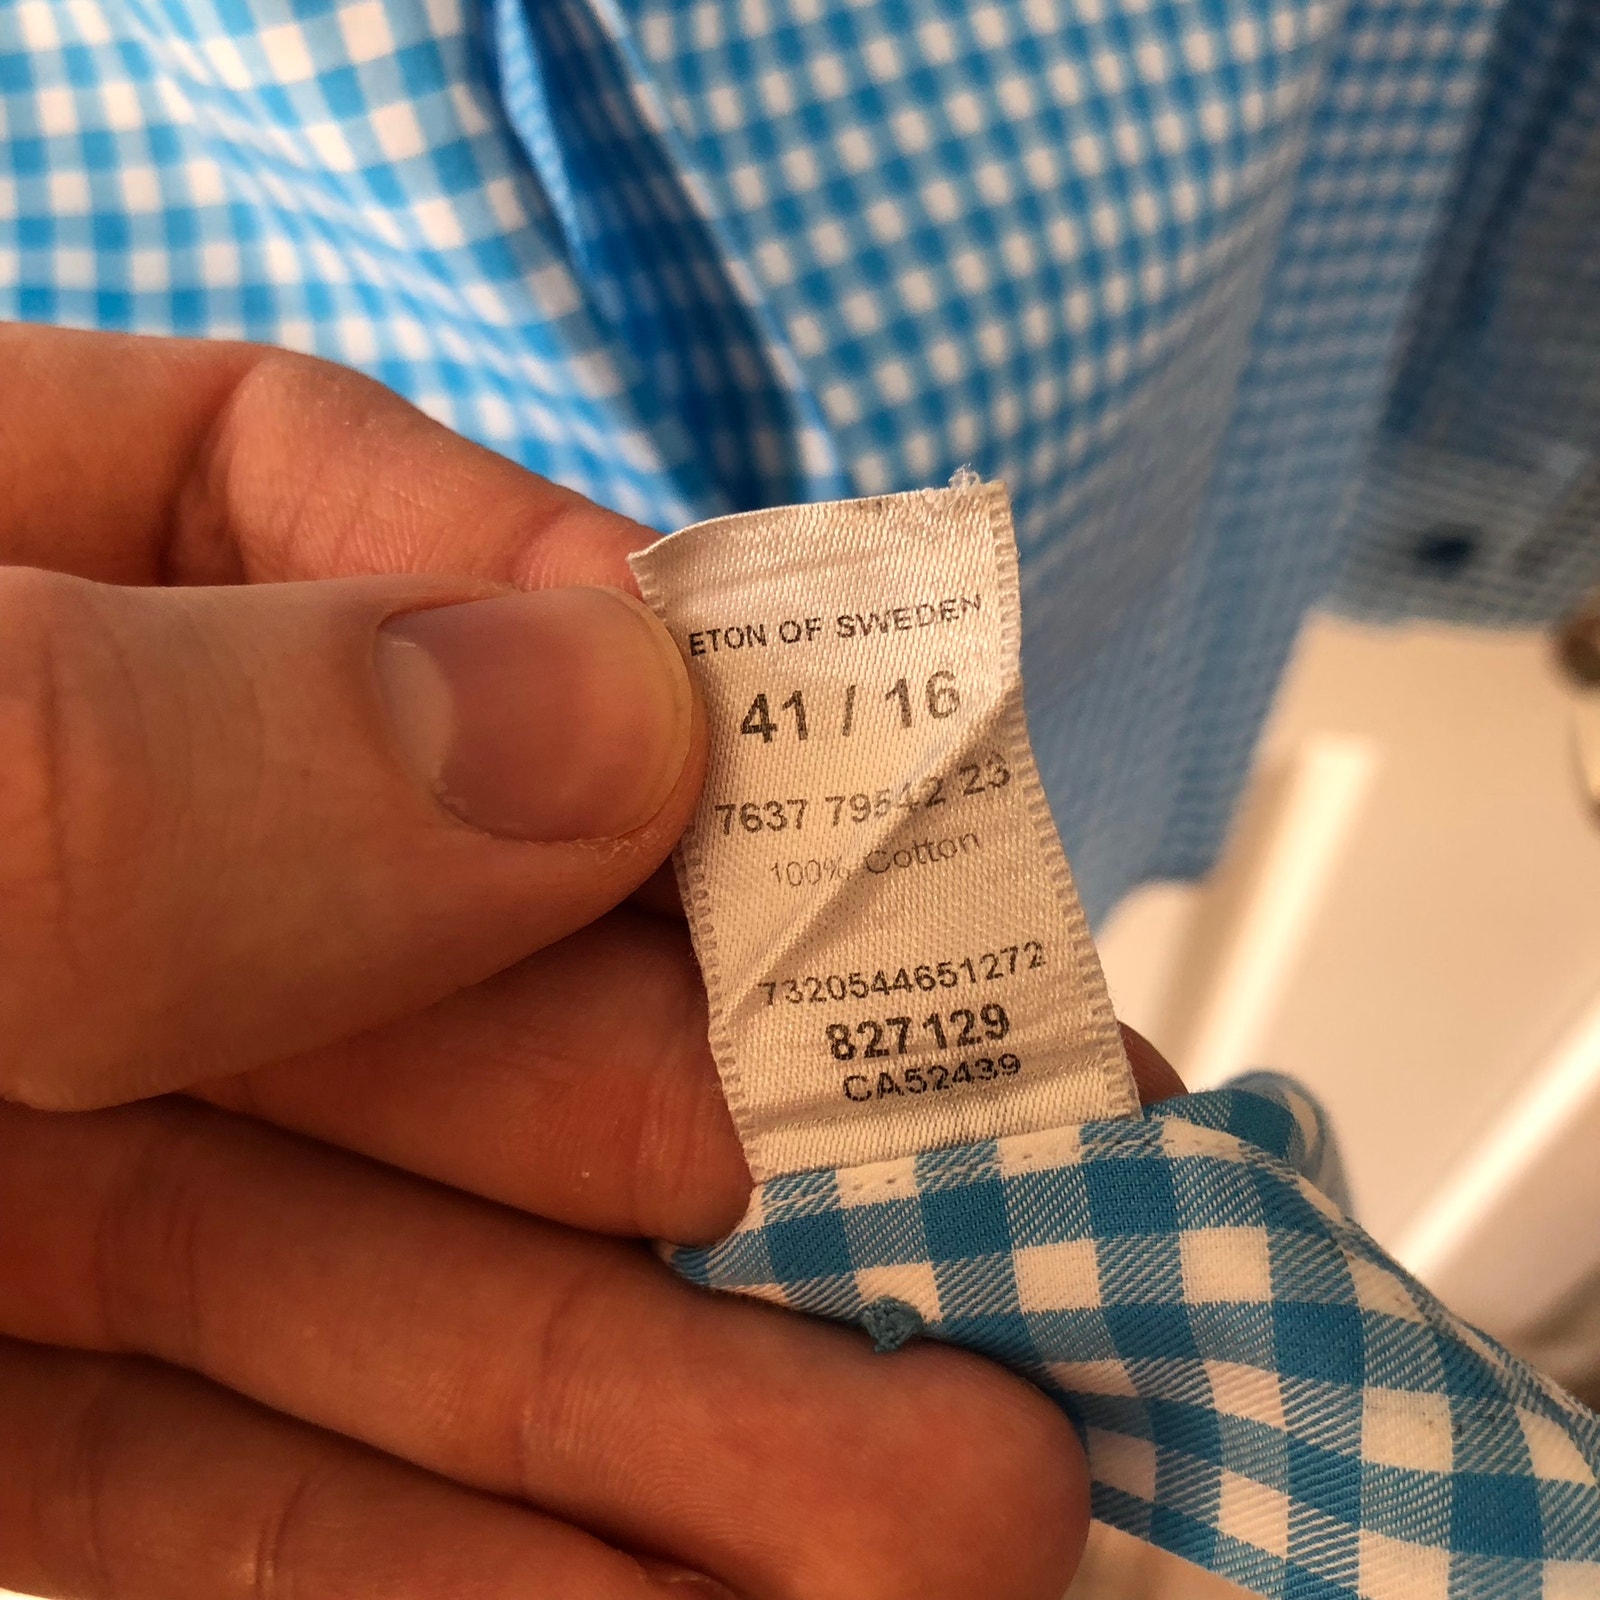 ETON OF SWEDEN
41 / 16
7637 79542 23
100% Cotton
7320544651272
827129
CA52439